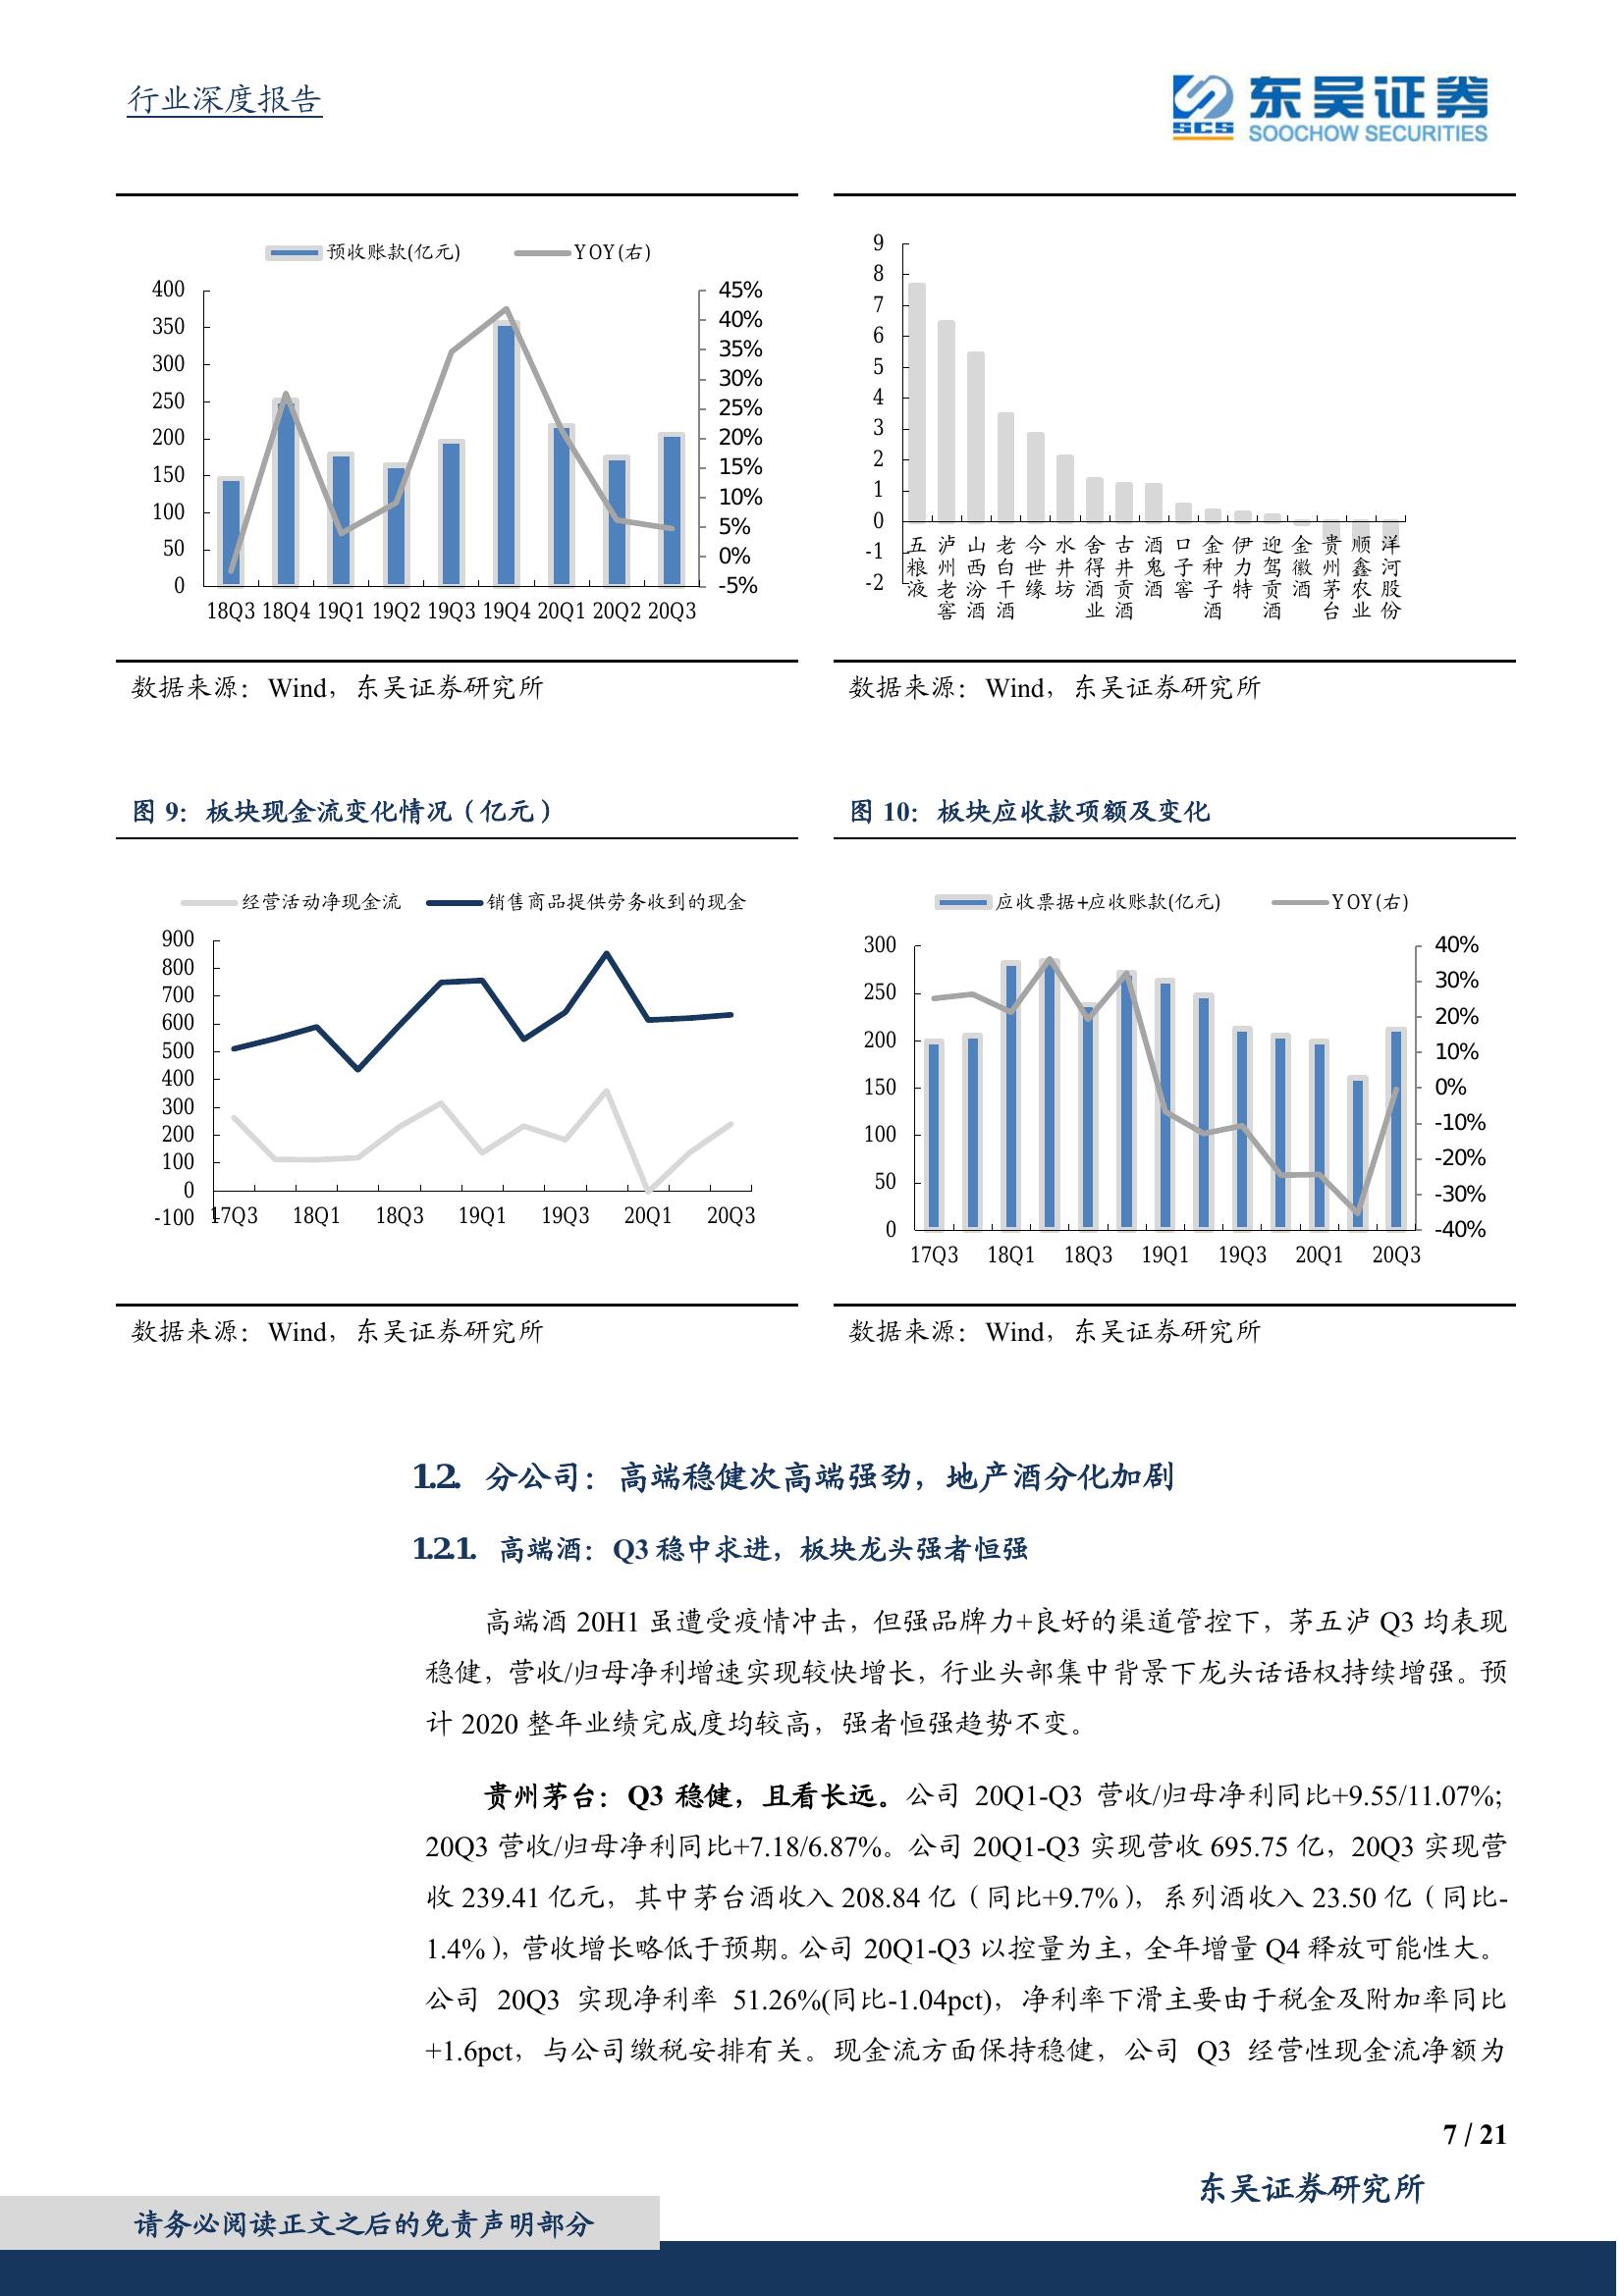 行业深度报告
SCS
东吴证券
SOOCHOW SECURITIES
预收账款(亿元)
YOY(右)
400
350
300
250
200
150
100
50
0
45%
40%
35%
30%
25%
20%
15%
10%
5%
0%
-5%
18Q3 18Q4 19Q1 19Q2 19Q3 19Q4 20Q1 20Q2 20Q3
9
8
7
6
5
4
3
2
1
0
-1
-2
五粮液
泸州老窖
山西汾酒
老白干酒
今世缘
水井坊
舍得酒业
古井贡酒
酒鬼酒
口子窖
金种子酒
伊力特
迎驾贡酒
金徽酒
贵州茅台
顺鑫农业
洋河股份
数据来源：Wind，东吴证券研究所
数据来源：Wind，东吴证券研究所
图 9：板块现金流变化情况（亿元）
经营活动净现金流
销售商品提供劳务收到的现金
900
800
700
600
500
400
300
200
100
0
-100
17Q3 18Q1 18Q3 19Q1 19Q3 20Q1 20Q3
图 10：板块应收款项额及变化
应收票据+应收账款(亿元)
YOY(右)
300
250
200
150
100
50
0
40%
30%
20%
10%
0%
-10%
-20%
-30%
-40%
17Q3 18Q1 18Q3 19Q1 19Q3 20Q1 20Q3
数据来源：Wind，东吴证券研究所
数据来源：Wind，东吴证券研究所
1.2. 分公司：高端稳健次高端强劲，地产酒分化加剧
1.2.1. 高端酒：Q3 稳中求进，板块龙头强者恒强
高端酒 20H1 虽遭受疫情冲击，但强品牌力+良好的渠道管控下，茅五泸 Q3 均表现
稳健，营收/归母净利增速实现较快增长，行业头部集中背景下龙头话语权持续增强。预
计 2020 整年业绩完成度均较高，强者恒强趋势不变。
贵州茅台：Q3 稳健，且看长远。公司 20Q1-Q3 营收/归母净利同比+9.55/11.07%;
20Q3 营收/归母净利同比+7.18/6.87%。公司 20Q1-Q3 实现营收 695.75 亿，20Q3 实现营
收 239.41 亿元，其中茅台酒收入 208.84 亿（同比+9.7%），系列酒收入 23.50 亿（同比-
1.4%），营收增长略低于预期。公司 20Q1-Q3 以控量为主，全年增量 Q4 释放可能性大。
公司 20Q3 实现净利率 51.26%(同比-1.04pct)，净利率下滑主要由于税金及附加率同比
+1.6pct，与公司缴税安排有关。现金流方面保持稳健，公司 Q3 经营性现金流净额为
7 / 21
东吴证券研究所
请务必阅读正文之后的免责声明部分